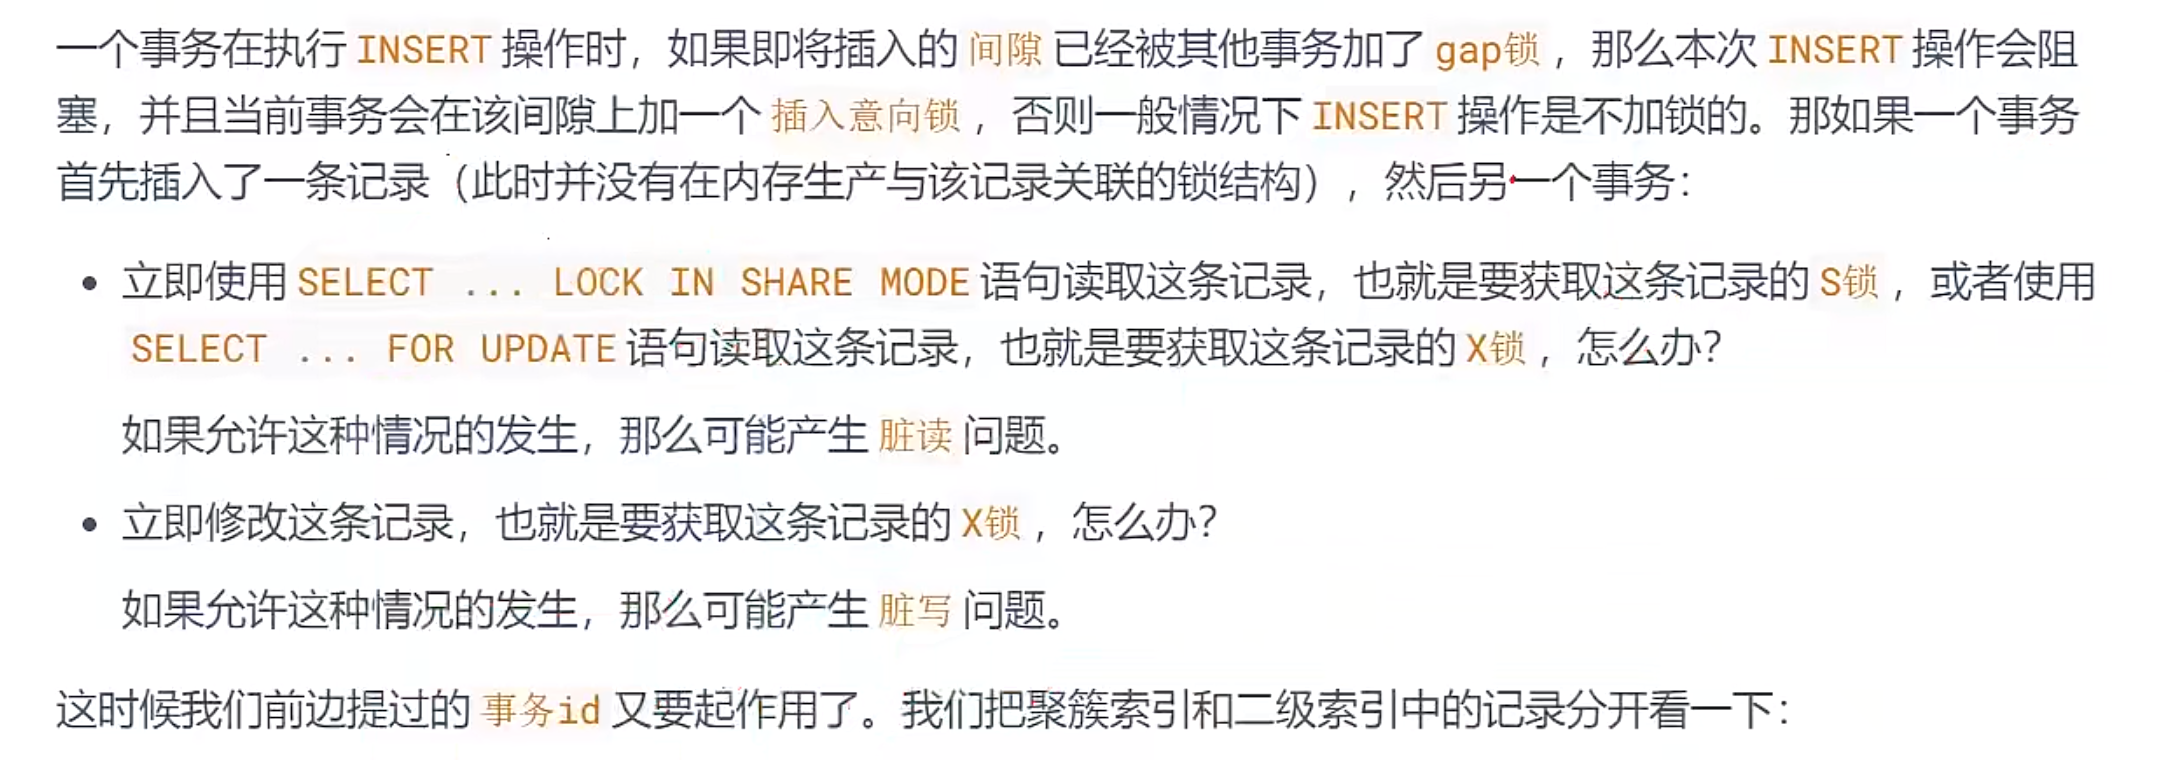 一个事务在执行 INSERT 操作时，如果即将插入的 间隙 已经被其他事务加了 gap锁 ，那么本次 INSERT 操作会阻
塞，并且当前事务会在该间隙上加一个 插入意向锁 ，否则一般情况下 INSERT 操作是不加锁的。那如果一个事务
首先插入了一条记录（此时并没有在内存生产与该记录关联的锁结构），然后另一个事务：
• 立即使用 SELECT ... LOCK IN SHARE MODE 语句读取这条记录，也就是要获取这条记录的 S锁 ，或者使用
SELECT ... FOR UPDATE 语句读取这条记录，也就是要获取这条记录的 X锁 ，怎么办？
如果允许这种情况的发生，那么可能产生 脏读 问题。
• 立即修改这条记录，也就是要获取这条记录的 X锁 ，怎么办？
如果允许这种情况的发生，那么可能产生 脏写 问题。
这时候我们前边提过的 事务id 又要起作用了。我们把聚簇索引和二级索引中的记录分开看一下：